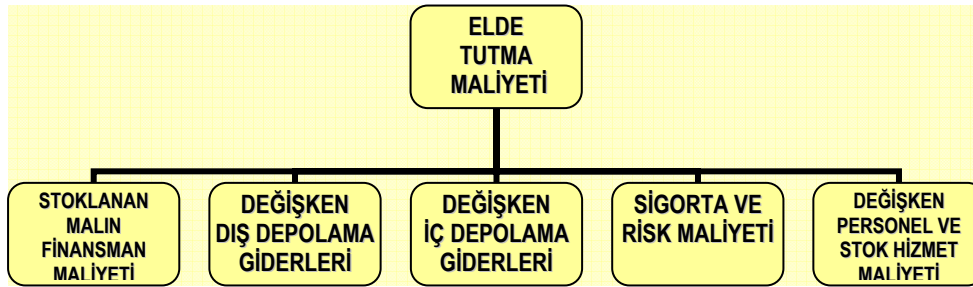 ELDE
TUTMA
MALİYETİ
STOKLANAN
MALIN
FİNANSMAN
MALİYETİ
DEĞİŞKEN
DIŞ DEPOLAMA
GİDERLERİ
DEĞİŞKEN
İÇ DEPOLAMA
GİDERLERİ
SİGORTA VE
RİSK MALİYETİ
DEĞİŞKEN
PERSONEL VE
STOK HİZMET
MALİYETİ